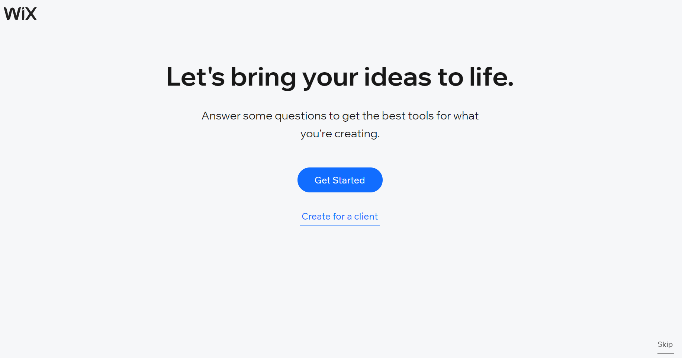 WiX
Let's bring your ideas to life.
Answer some questions to get the best tools for what
you're creating.
Get Started
Create for a client
Skip